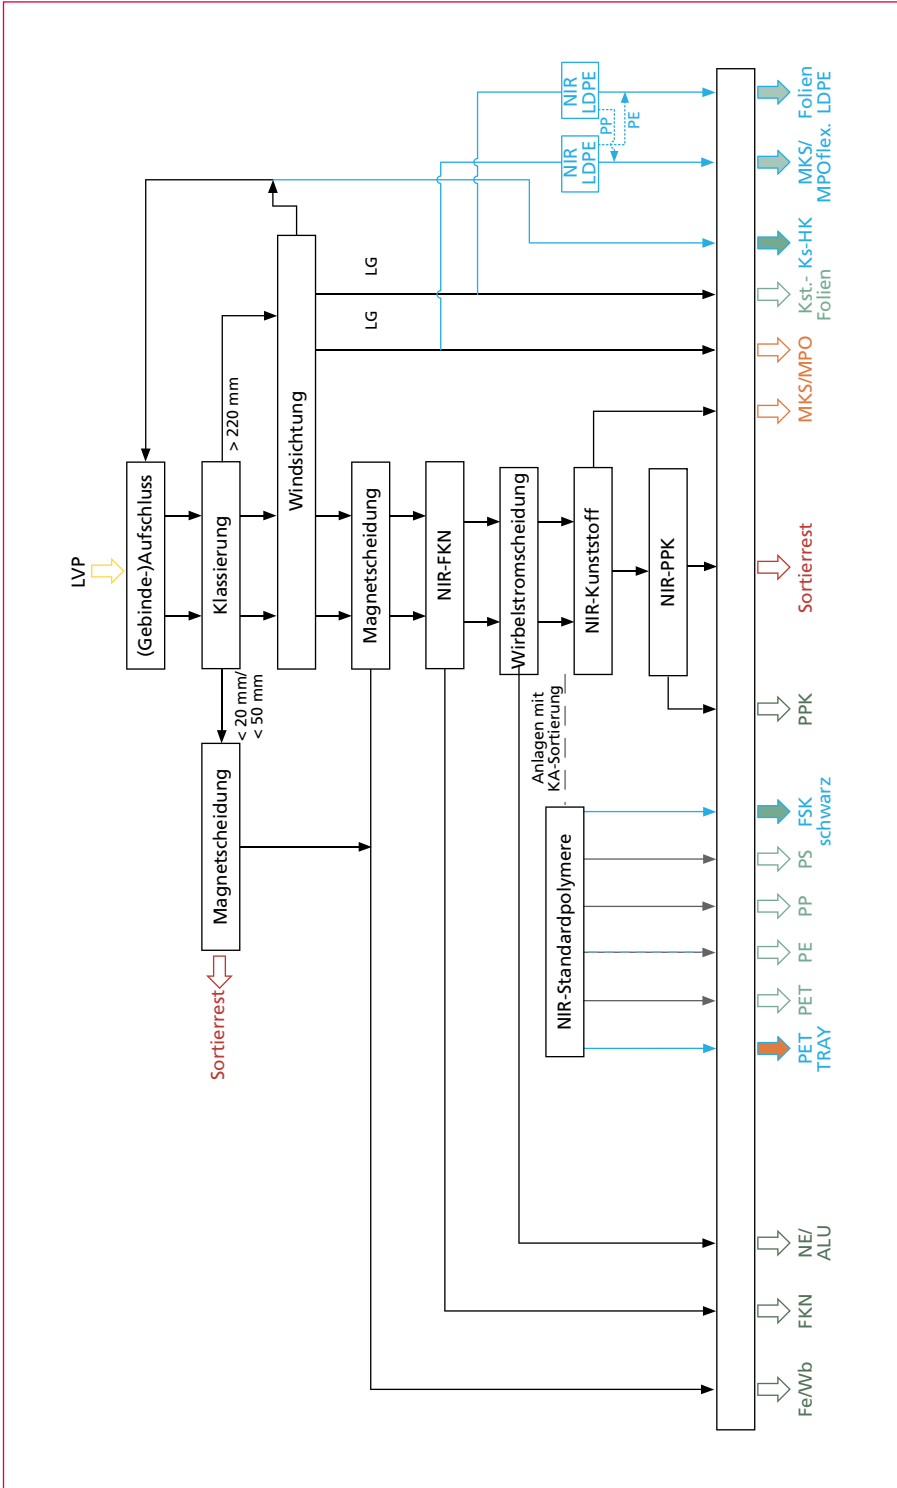 LVP
(Gebinde-)Aufschluss
Klassierung
> 220 mm
< 20 mm/
< 50 mm
Magnetscheidung
Sortierrest
Windsichtung
LG
LG
Magnetscheidung
NIR-FKN
Wirbelstromscheidung
NIR-Kunststoff
NIR-PPK
Anlagen mit
KA-Sortierung
NIR-Standardpolymere
NIR
LDPE
NIR
LDPE
PP
PE
Fe/Wb
FKN
NE/
ALU
PET
TRAY
PET
PE
PP
PS
FSK
schwarz
PPK
Sortierrest
MKS/MPO
Kst.-
Folien
Ks-HK
MKS/
MPOflex.
Folien
LDPE